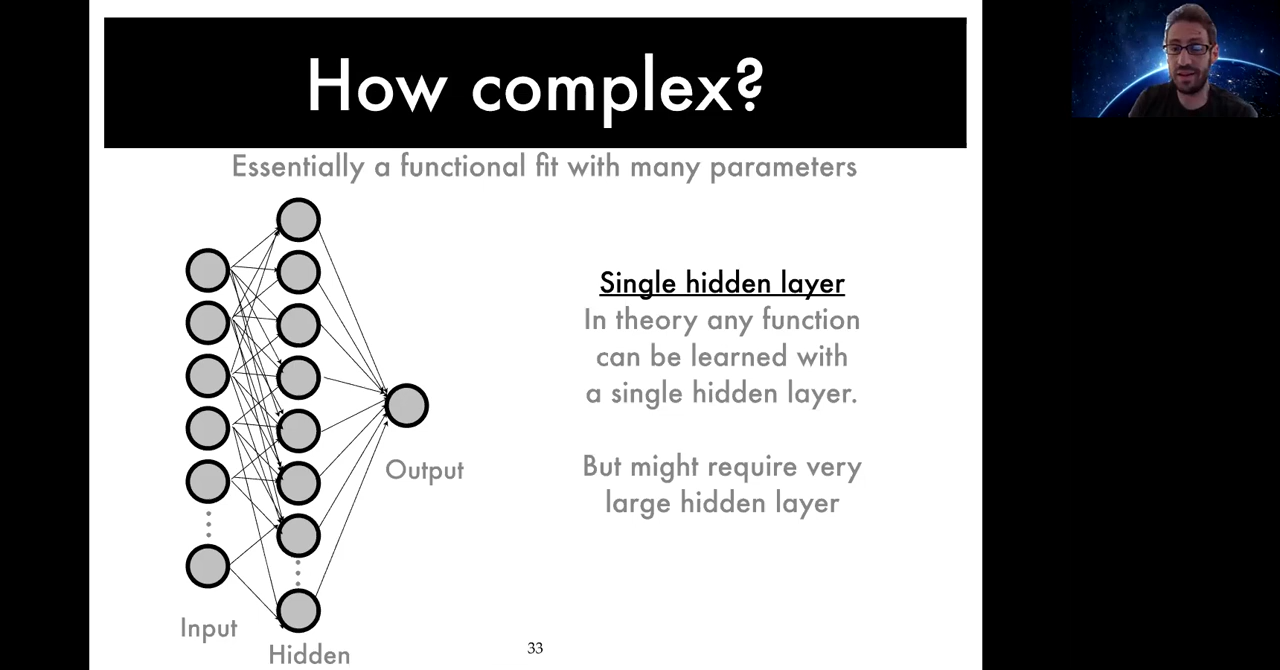 How complex?
Essentially a functional fit with many parameters
Single hidden layer
In theory any function
can be learned with
a single hidden layer.
But might require very
large hidden layer
Output
Input
Hidden
33